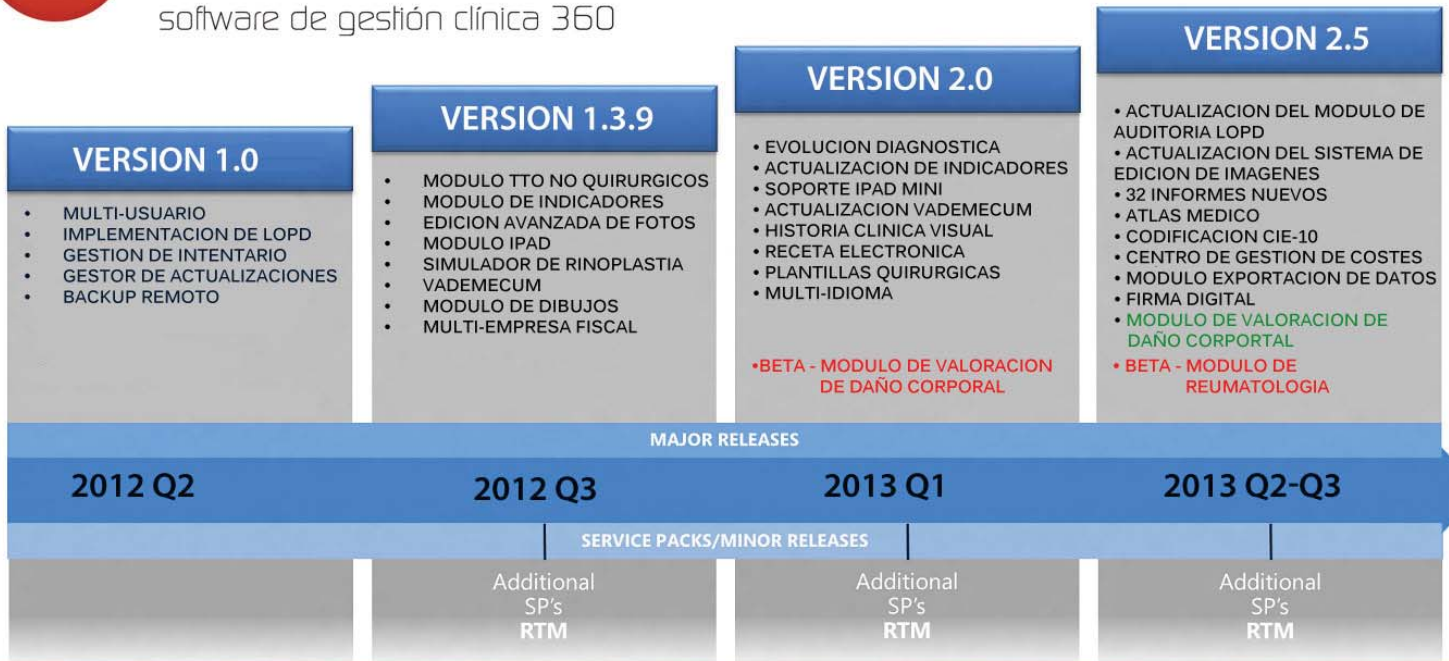 software de gestión clínica 360
VERSION 1.0
• MULTI-USUARIO
• IMPLEMENTACION DE LOPD
• GESTION DE INTENTARIO
• GESTOR DE ACTUALIZACIONES
• BACKUP REMOTO
VERSION 1.3.9
• MODULO TTO NO QUIRURGICOS
• MODULO DE INDICADORES
• EDICION AVANZADA DE FOTOS
• MODULO IPAD
• SIMULADOR DE RINOPLASTIA
• VADEMECUM
• MODULO DE DIBUJOS
• MULTI-EMPRESA FISCAL
VERSION 2.0
• EVOLUCION DIAGNOSTICA
• ACTUALIZACION DE INDICADORES
• SOPORTE IPAD MINI
• ACTUALIZACION VADEMECUM
• HISTORIA CLINICA VISUAL
• RECETA ELECTRONICA
• PLANTILLAS QUIRURGICAS
• MULTI-IDIOMA
•BETA - MODULO DE VALORACION
DE DAÑO CORPORAL
VERSION 2.5
• ACTUALIZACION DEL MODULO DE
AUDITORIA LOPD
• ACTUALIZACION DEL SISTEMA DE
EDICION DE IMAGENES
• 32 INFORMES NUEVOS
• ATLAS MEDICO
• CODIFICACION CIE-10
• CENTRO DE GESTION DE COSTES
• MODULO EXPORTACION DE DATOS
• FIRMA DIGITAL
• MODULO DE VALORACION DE
DAÑO CORPORTAL
• BETA - MODULO DE
REUMATOLOGIA
MAJOR RELEASES
2012 Q2
2012 Q3
2013 Q1
2013 Q2-Q3
SERVICE PACKS/MINOR RELEASES
Additional
SP's
RTM
Additional
SP's
RTM
Additional
SP's
RTM